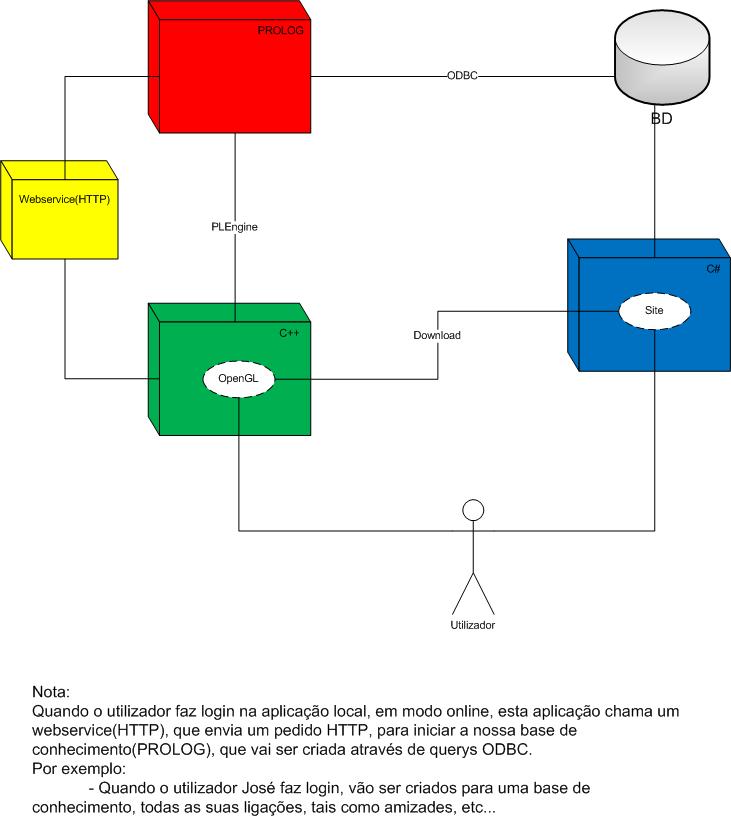 PROLOG
ODBC
BD
Webservice(HTTP)
PLEngine
C#
Site
C++
Download
OpenGL
Utilizador
Nota:
Quando o utilizador faz login na aplicação local, em modo online, esta aplicação chama um
webservice(HTTP), que envia um pedido HTTP, para iniciar a nossa base de
conhecimento(PROLOG), que vai ser criada através de querys ODBC.
Por exemplo:
- Quando o utilizador José faz login, vão ser criados para uma base de
conhecimento, todas as suas ligações, tais como amizades, etc...